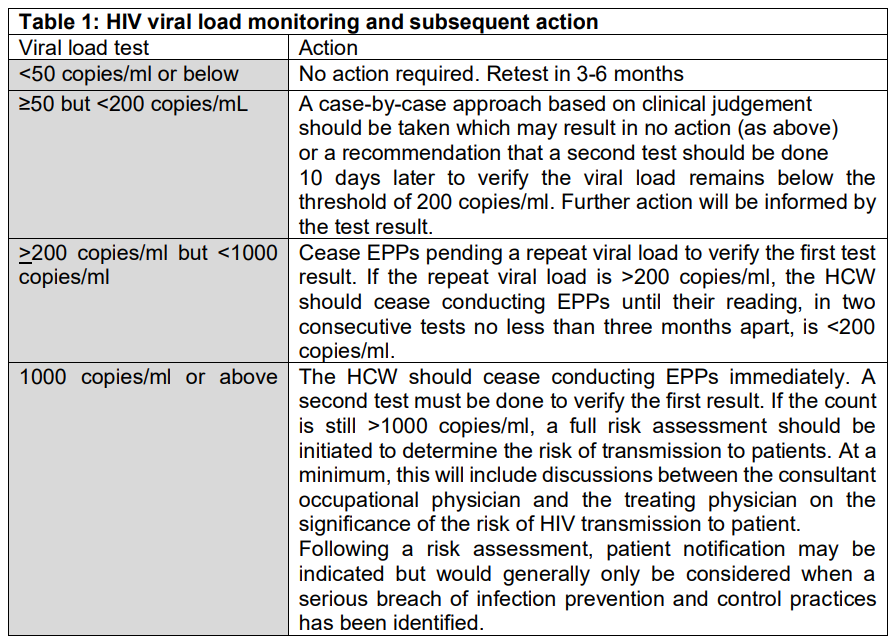 Table 1: HIV viral load monitoring and subsequent action
Viral load test
Action
<50 copies/ml or below
No action required. Retest in 3-6 months
≥50 but <200 copies/mL
A case-by-case approach based on clinical judgement
should be taken which may result in no action (as above)
or a recommendation that a second test should be done
10 days later to verify the viral load remains below the
threshold of 200 copies/ml. Further action will be informed by
the test result.
>200 copies/ml but <1000
copies/ml
Cease EPPs pending a repeat viral load to verify the first test
result. If the repeat viral load is >200 copies/ml, the HCW
should cease conducting EPPs until their reading, in two
consecutive tests no less than three months apart, is <200
copies/ml.
1000 copies/ml or above
The HCW should cease conducting EPPs immediately. A
second test must be done to verify the first result. If the count
is still >1000 copies/ml, a full risk assessment should be
initiated to determine the risk of transmission to patients. At a
minimum, this will include discussions between the consultant
occupational physician and the treating physician on the
significance of the risk of HIV transmission to patient.
Following a risk assessment, patient notification may be
indicated but would generally only be considered when a
serious breach of infection prevention and control practices
has been identified.